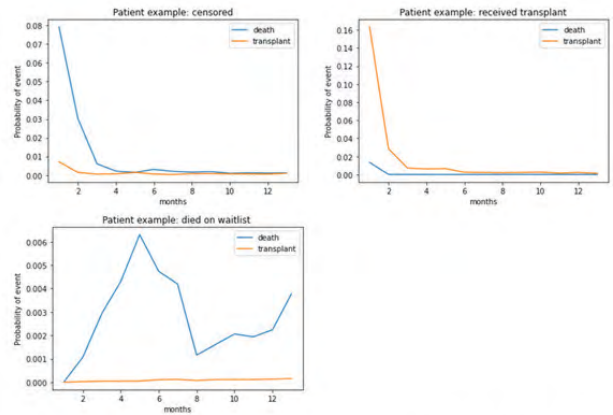 Patient example: censored
death
transplant
0.08
0.07
0.06
0.05
0.04
0.03
0.02
0.01
0.00
Probability of event
2
4
6
8
10
12
months
Patient example: received transplant
death
transplant
0.16
0.14
0.12
0.10
0.08
0.06
0.04
0.02
0.00
Probability of event
2
4
6
8
10
12
months
Patient example: died on waitlist
death
transplant
0.006
0.005
0.004
0.003
0.002
0.001
0.000
Probability of event
2
4
6
8
10
12
months